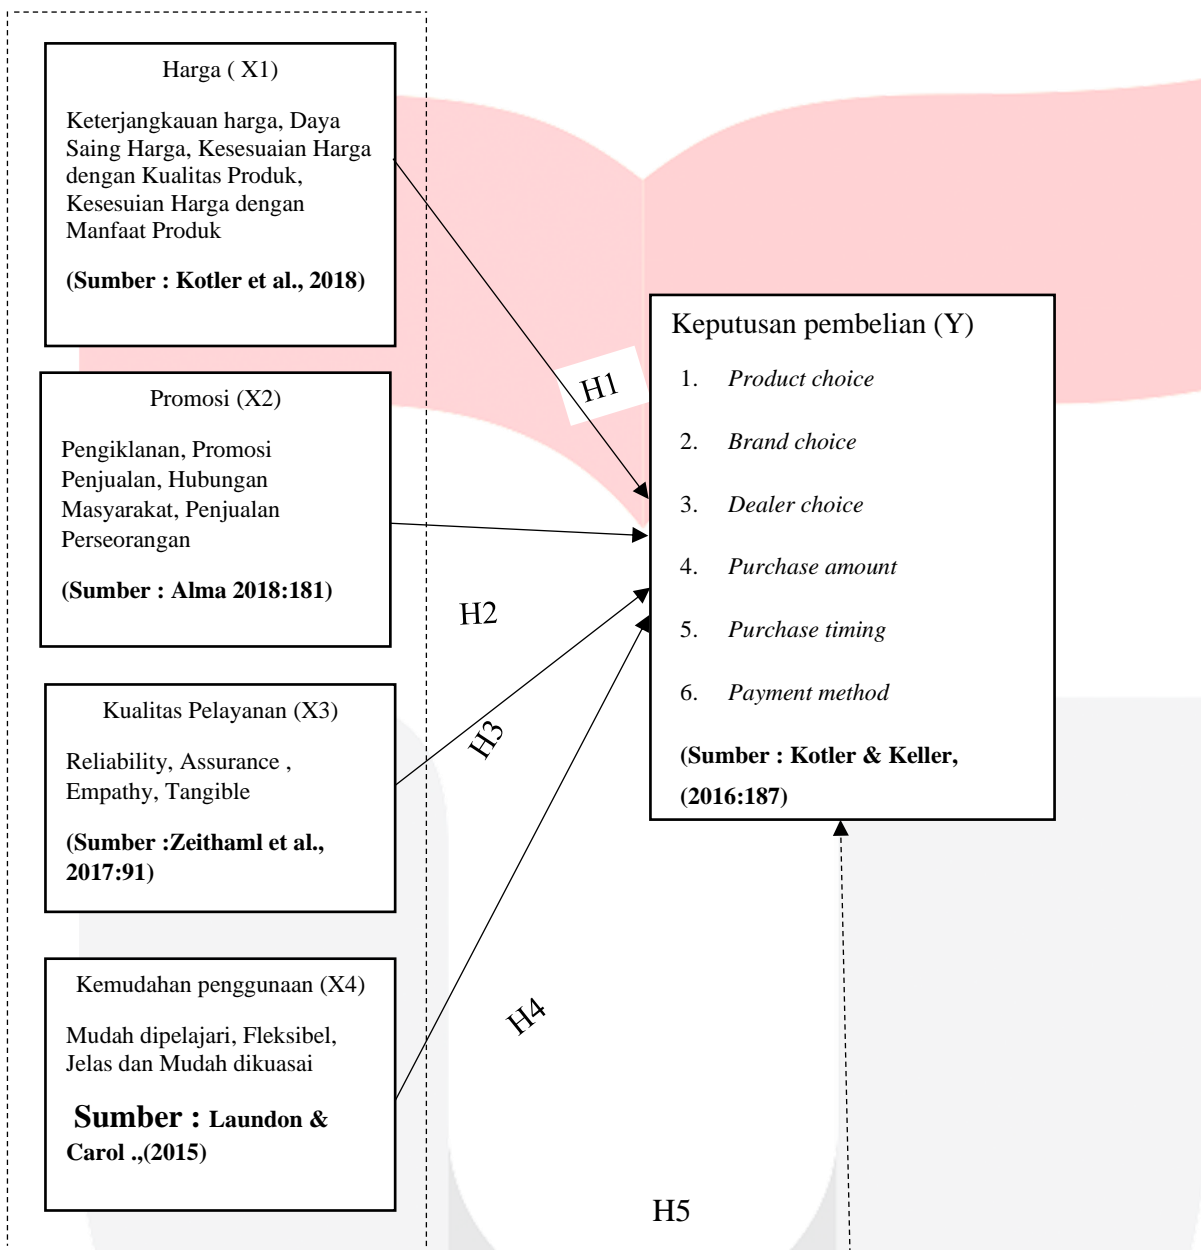 Harga ( X1)
Keterjangkauan harga, Daya
Saing Harga, Kesesuaian Harga
dengan Kualitas Produk,
Kesesuian Harga dengan
Manfaat Produk
(Sumber : Kotler et al., 2018)
Promosi (X2)
Pengiklanan, Promosi
Penjualan, Hubungan
Masyarakat, Penjualan
Perseorangan
(Sumber : Alma 2018:181)
Kualitas Pelayanan (X3)
Reliability, Assurance ,
Empathy, Tangible
(Sumber :Zeithaml et al.,
2017:91)
Kemudahan penggunaan (X4)
Mudah dipelajari, Fleksibel,
Jelas dan Mudah dikuasai
Sumber : Laundon &
Carol .,(2015)
H1
H2
H3
H4
H5
Keputusan pembelian (Y)
1. Product choice
2. Brand choice
3. Dealer choice
4. Purchase amount
5. Purchase timing
6. Payment method
(Sumber : Kotler & Keller,
(2016:187)